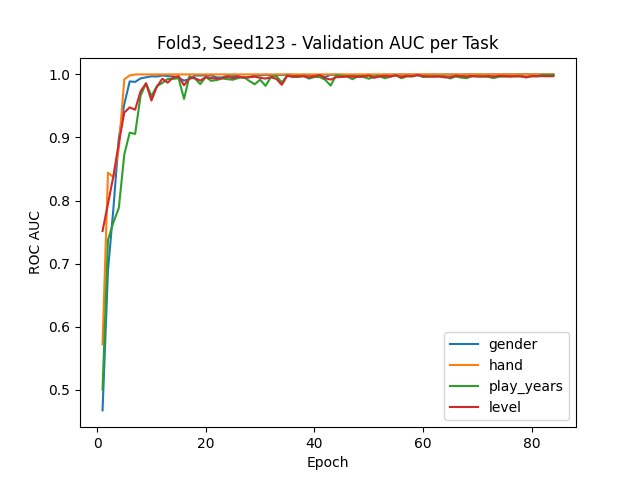 Fold3, Seed123 - Validation AUC per Task
1.0
0.9
0.8
0.7
0.6
0.5
ROC AUC
0 20 40 60 80
Epoch
gender
hand
play_years
level